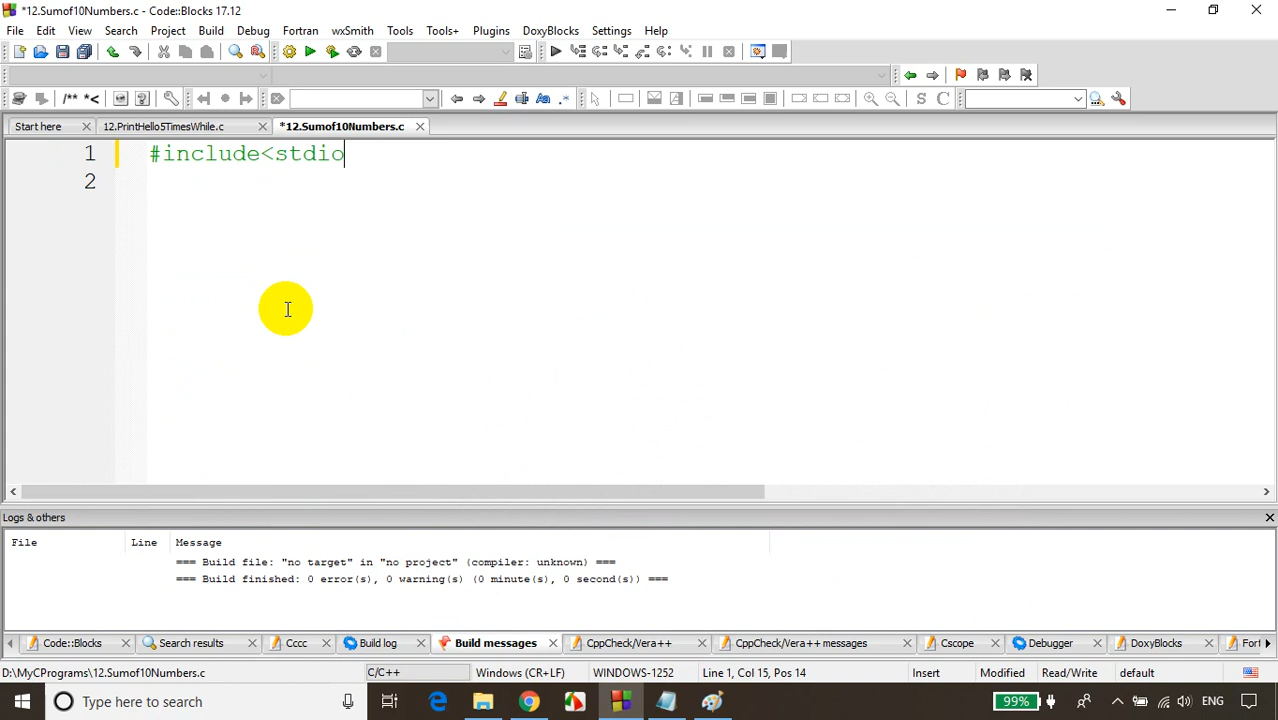 *12.Sumof10Numbers.c - Code::Blocks 17.12
File Edit View Search Project Build Debug Fortran wxSmith Tools Tools+ Plugins DoxyBlocks Settings Help
/** *<
S C
Start here 12.PrintHello5TimesWhile.c *12.Sumof10Numbers.c
1 #include<stdio
2
Logs & others
File Line Message
=== Build file: "no target" in "no project" (compiler: unknown) ===
=== Build finished: 0 error(s), 0 warning(s) (0 minute(s), 0 second(s)) ===
Code::Blocks Search results Cccc Build log Build messages CppCheck/Vera++ CppCheck/Vera++ messages Cscope Debugger DoxyBlocks Fort
D:\MyCPrograms\12.Sumof10Numbers.c C/C++ Windows (CR+LF) WINDOWS-1252 Line 1, Col 15, Pos 14 Insert Modified Read/Write default
Type here to search 99% ENG